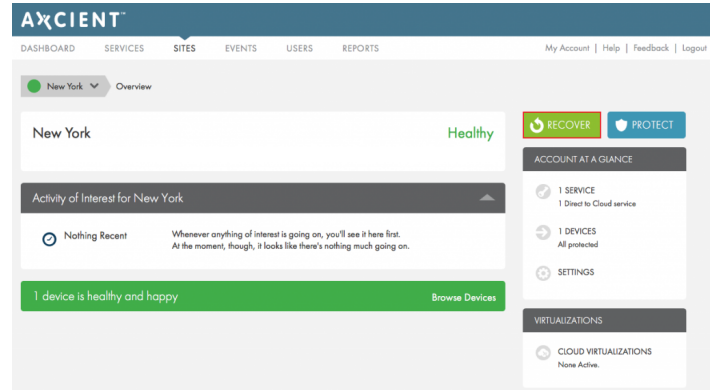 AXCIENT
DASHBOARD SERVICES SITES EVENTS USERS REPORTS
My Account | Help | Feedback | Logout
New York Overview
New York Healthy
RECOVER PROTECT
Activity of Interest for New York
Nothing Recent
Whenever anything of interest is going on, you'll see it here first.
At the moment, though, it looks like there's nothing much going on.
1 device is healthy and happy Browse Devices
ACCOUNT AT A GLANCE
1 SERVICE
1 Direct to Cloud service
1 DEVICES
All protected
SETTINGS
VIRTUALIZATIONS
CLOUD VIRTUALIZATIONS
None Active.